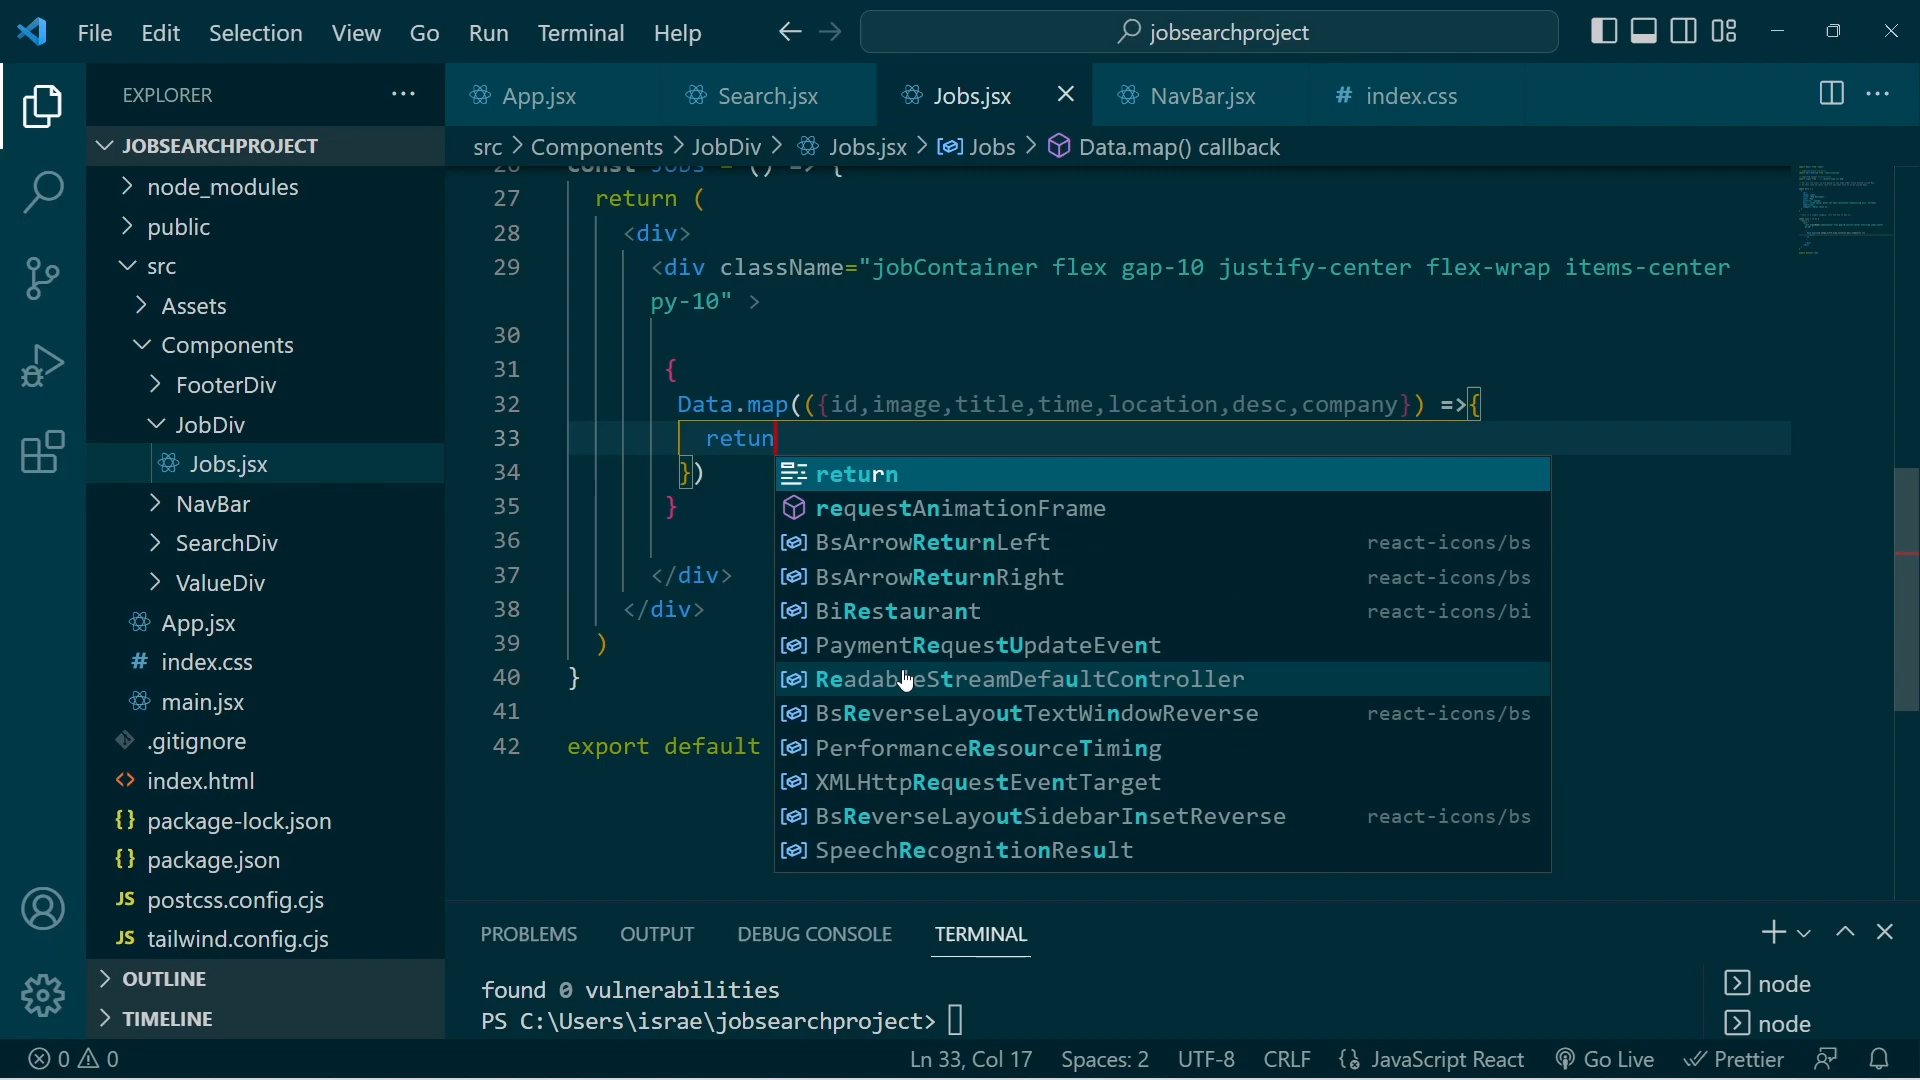 File Edit Selection View Go Run Terminal Help jobsearchproject
EXPLORER
App.jsx Search.jsx Jobs.jsx NavBar.jsx # index.css
JOBSEARCHPROJECT
src > Components > JobDiv > Jobs.jsx > Jobs > Data.map() callback
node_modules
public
src
Assets
Components
FooterDiv
JobDiv
Jobs.jsx
NavBar
SearchDiv
ValueDiv
App.jsx
# index.css
main.jsx
.gitignore
<> index.html
{} package-lock.json
{} package.json
JS postcss.config.cjs
JS tailwind.config.cjs
OUTLINE
TIMELINE
26 const Jobs = () => {
27 return (
28 <div>
29 <div className="jobContainer flex gap-10 justify-center flex-wrap items-center
py-10" >
30
31 {
32 Data.map(({id,image,title,time,location,desc,company}) =>{
33 retun
34 })
35 }
36
37 </div>
38 </div>
39 )
40 }
41
42 export default
return
requestAnimationFrame
BsArrowReturnLeft react-icons/bs
BsArrowReturnRight react-icons/bs
BiRestaurant react-icons/bi
PaymentRequestUpdateEvent
ReadableStreamDefaultController
BsReverseLayoutTextWindowReverse react-icons/bs
PerformanceResourceTiming
XMLHttpRequestEventTarget
BsReverseLayoutSidebarInsetReverse react-icons/bs
SpeechRecognitionResult
PROBLEMS OUTPUT DEBUG CONSOLE TERMINAL
found 0 vulnerabilities
PS C:\Users\israe\jobsearchproject>
node
node
0 0 Ln 33, Col 17 Spaces: 2 UTF-8 CRLF {} JavaScript React Go Live Prettier